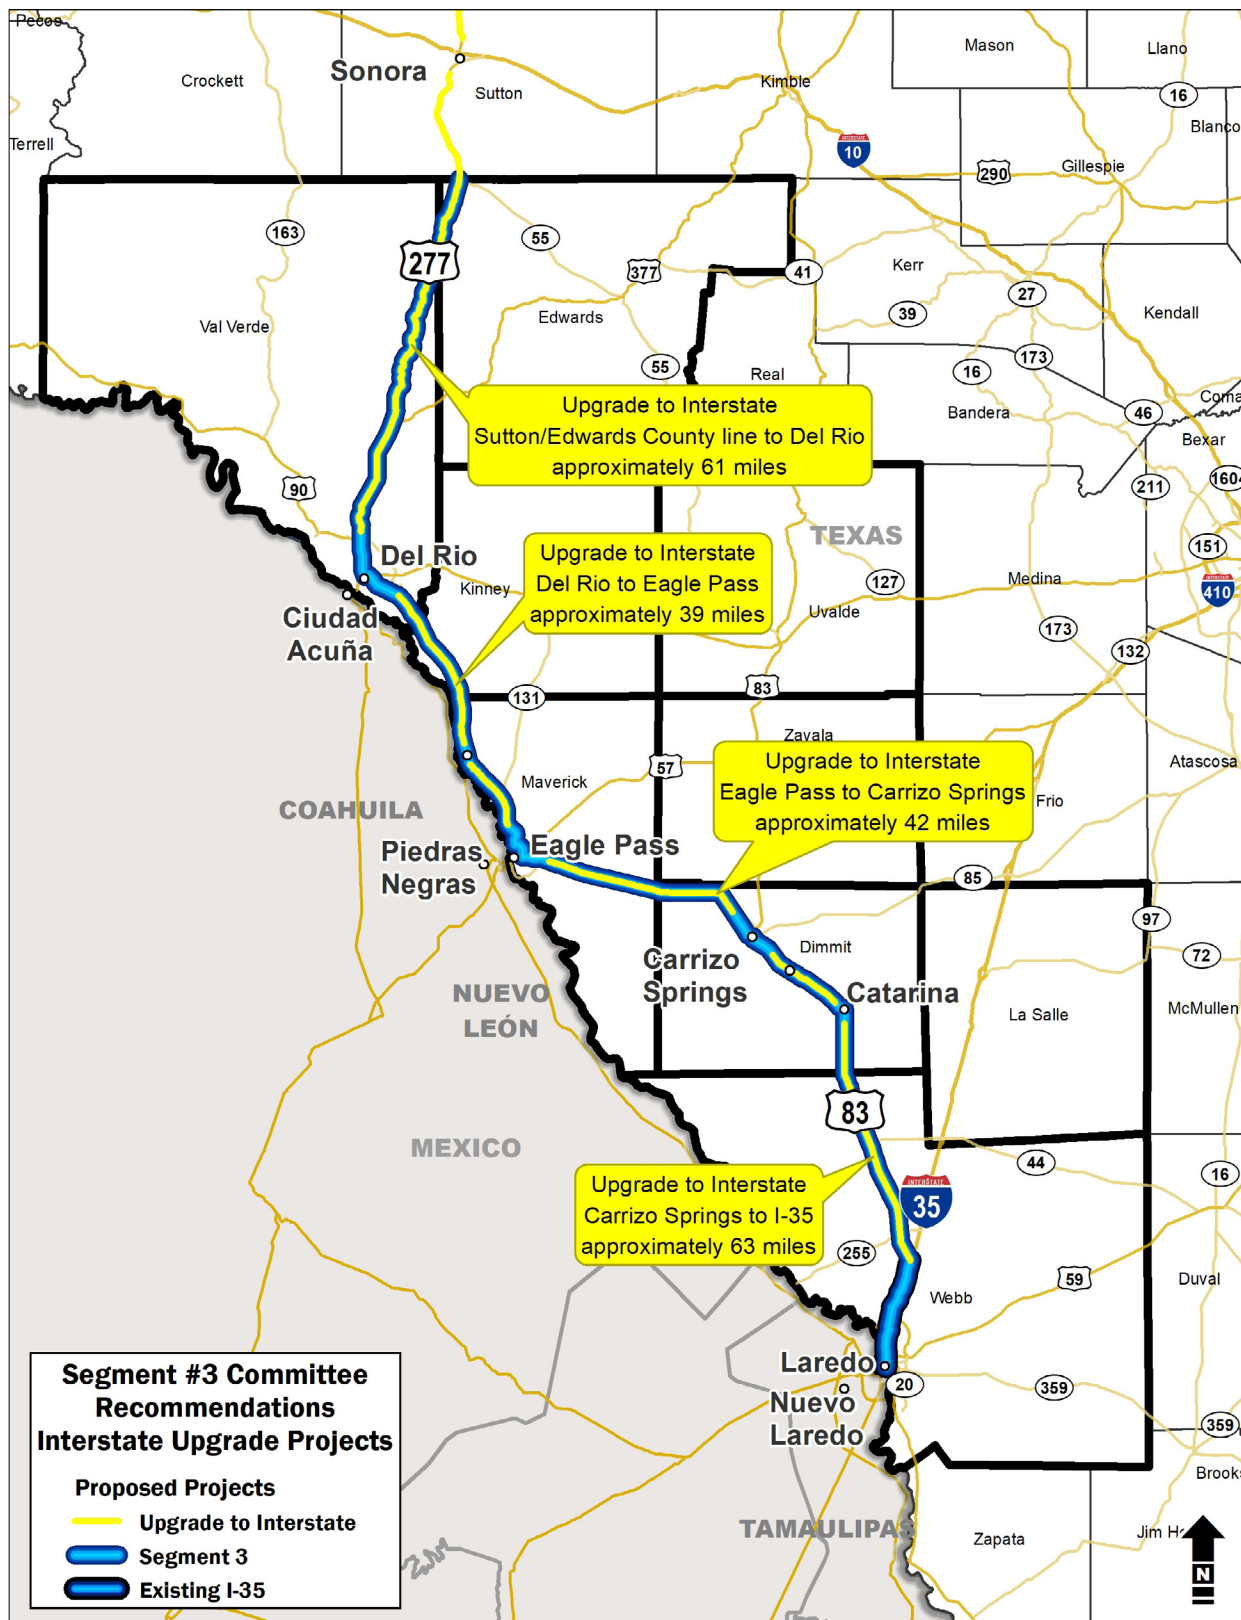 Pecos
Mason
Llano
Sonora
Crockett
Sutton
Kimble
16
Terrell
Blanco
INTERSTATE
10
Gillespie
290
163
55
277
377
41
Kerr
27
39
Kendall
Val Verde
Edwards
173
55
16
Real
Bandera
46
Coma
Bexar
Upgrade to Interstate
Sutton/Edwards County line to Del Rio
approximately 61 miles
90
211
1604
TEXAS
151
Del Rio
Upgrade to Interstate
Del Rio to Eagle Pass
approximately 39 miles
Kinney
127
Medina
INTERSTATE
410
Ciudad
Acuña
Uvalde
173
132
131
83
Zavala
57
Maverick
Upgrade to Interstate
Eagle Pass to Carrizo Springs
approximately 42 miles
Atascosa
Frio
COAHUILA
Piedras
Negras
Eagle Pass
85
97
72
Dimmit
Carrizo
Springs
Catarina
NUEVO
LEÓN
La Salle
McMullen
83
MEXICO
44
16
Upgrade to Interstate
Carrizo Springs to I-35
approximately 63 miles
INTERSTATE
35
255
59
Duval
Webb
Laredo
20
359
Nuevo
Laredo
359
Brooks
TAMAULIPAS
Zapata
Segment #3 Committee
Recommendations
Interstate Upgrade Projects
Proposed Projects
Upgrade to Interstate
Segment 3
Existing I-35
N